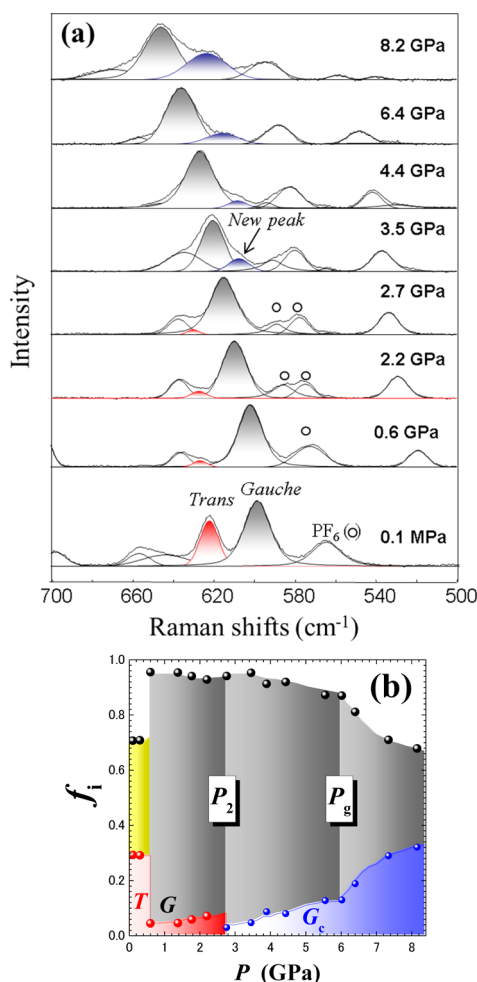 (a)
8.2 GPa
6.4 GPa
4.4 GPa
3.5 GPa
New peak
2.7 GPa
2.2 GPa
0.6 GPa
Trans Gauche
PF6 (o)
0.1 MPa
Intensity
700 660 620 580 540 500
Raman shifts (cm-1)
(b)
1.0
0.8
0.6
0.4
0.2
0.0
fi
P2
Pg
T
G
Gc
0 1 2 3 4 5 6 7 8
P (GPa)